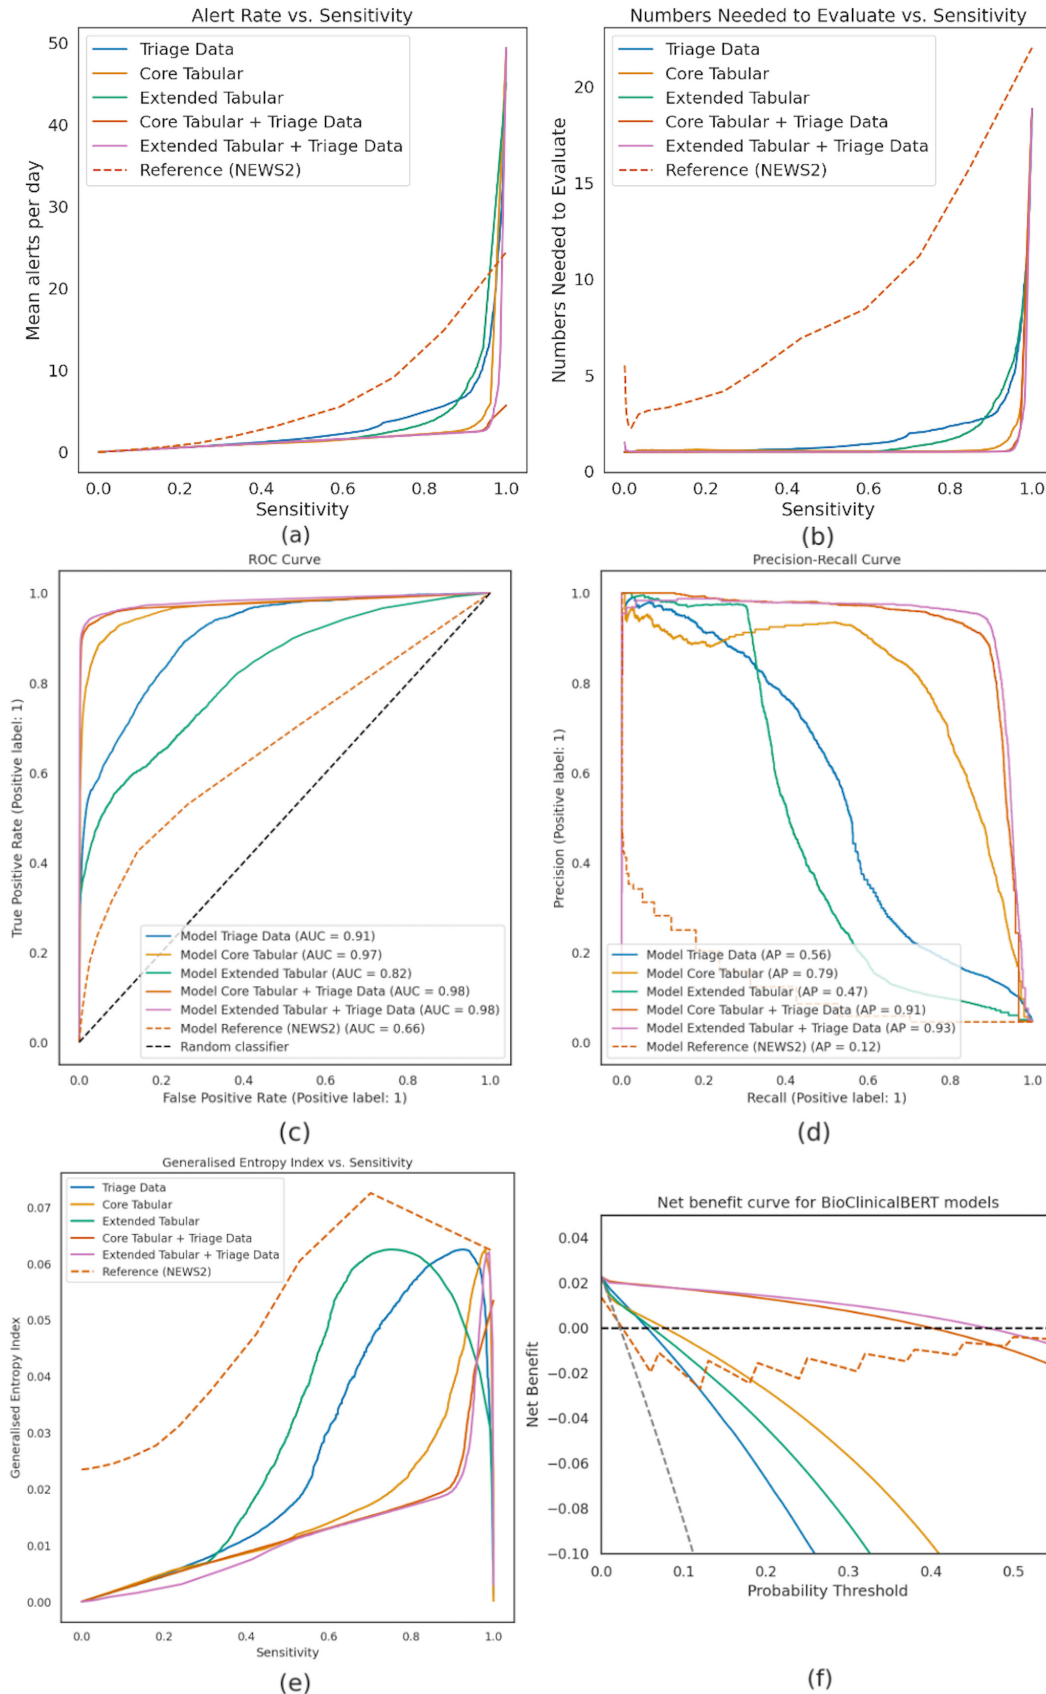 Alert Rate vs. Sensitivity
50
40
30
20
10
0
Mean alerts per day
Triage Data
Core Tabular
Extended Tabular
Core Tabular + Triage Data
Extended Tabular + Triage Data
Reference (NEWS2)
0.0 0.2 0.4 0.6 0.8 1.0
Sensitivity
(a)
Numbers Needed to Evaluate vs. Sensitivity
20
15
10
5
0
Numbers Needed to Evaluate
Triage Data
Core Tabular
Extended Tabular
Core Tabular + Triage Data
Extended Tabular + Triage Data
Reference (NEWS2)
0.0 0.2 0.4 0.6 0.8 1.0
Sensitivity
(b)
ROC Curve
1.0
0.8
0.6
0.4
0.2
0.0
True Positive Rate (Positive label: 1)
Model Triage Data (AUC = 0.91)
Model Core Tabular (AUC = 0.97)
Model Extended Tabular (AUC = 0.82)
Model Core Tabular + Triage Data (AUC = 0.98)
Model Extended Tabular + Triage Data (AUC = 0.98)
Model Reference (NEWS2) (AUC = 0.66)
Random classifier
0.0 0.2 0.4 0.6 0.8 1.0
False Positive Rate (Positive label: 1)
(c)
Precision-Recall Curve
1.0
0.8
0.6
0.4
0.2
0.0
Precision (Positive label: 1)
Model Triage Data (AP = 0.56)
Model Core Tabular (AP = 0.79)
Model Extended Tabular (AP = 0.47)
Model Core Tabular + Triage Data (AP = 0.91)
Model Extended Tabular + Triage Data (AP = 0.93)
Model Reference (NEWS2) (AP = 0.12)
0.0 0.2 0.4 0.6 0.8 1.0
Recall (Positive label: 1)
(d)
Generalised Entropy Index vs. Sensitivity
0.07
0.06
0.05
0.04
0.03
0.02
0.01
0.00
Generalised Entropy Index
Triage Data
Core Tabular
Extended Tabular
Core Tabular + Triage Data
Extended Tabular + Triage Data
Reference (NEWS2)
0.0 0.2 0.4 0.6 0.8 1.0
Sensitivity
(e)
Net benefit curve for BioClinicalBERT models
0.04
0.02
0.00
−0.02
−0.04
−0.06
−0.08
−0.10
Net Benefit
0.0 0.1 0.2 0.3 0.4 0.5
Probability Threshold
(f)